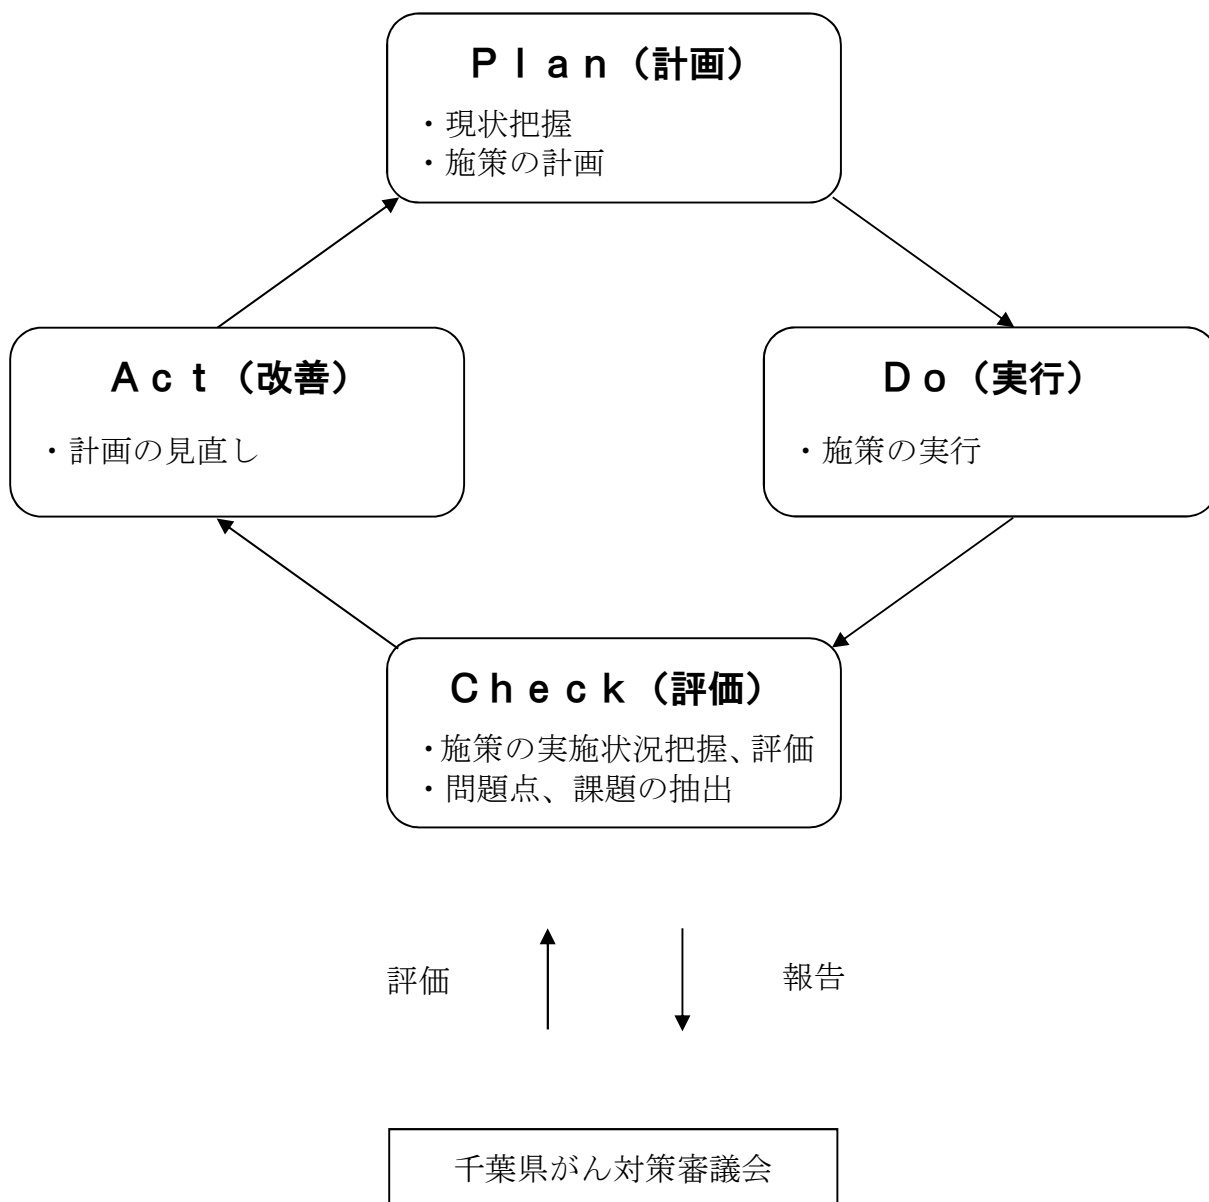 Ｐｌａｎ（計画）
・現状把握
・施策の計画
Ａｃｔ（改善）
・計画の見直し
Ｄｏ（実行）
・施策の実行
Ｃｈｅｃｋ（評価）
・施策の実施状況把握、評価
・問題点、課題の抽出
評価
報告
千葉県がん対策審議会